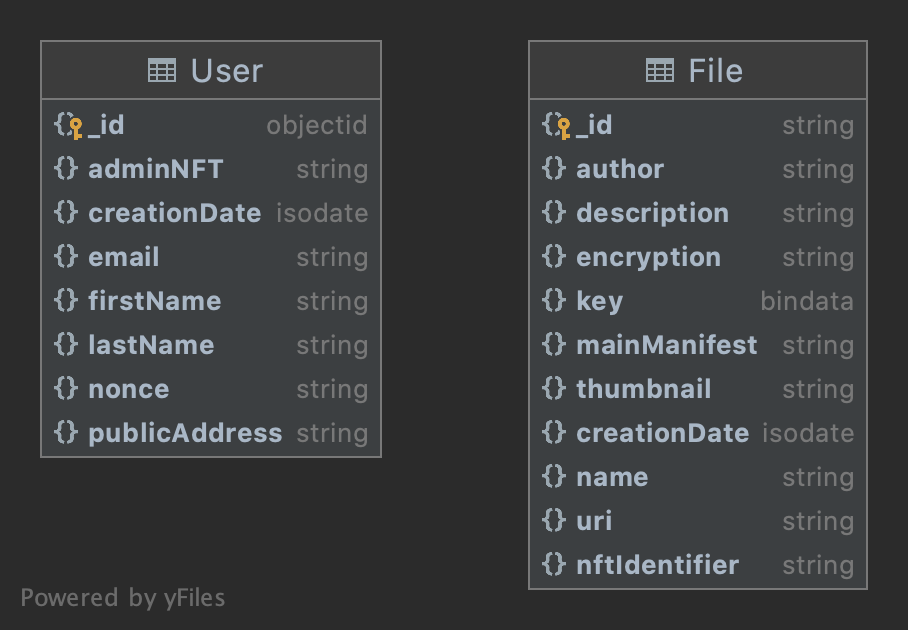 User
_id objectid
adminNFT string
creationDate isodate
email string
firstName string
lastName string
nonce string
publicAddress string
File
_id string
author string
description string
encryption string
key bindata
mainManifest string
thumbnail string
creationDate isodate
name string
uri string
nftIdentifier string
Powered by yFiles